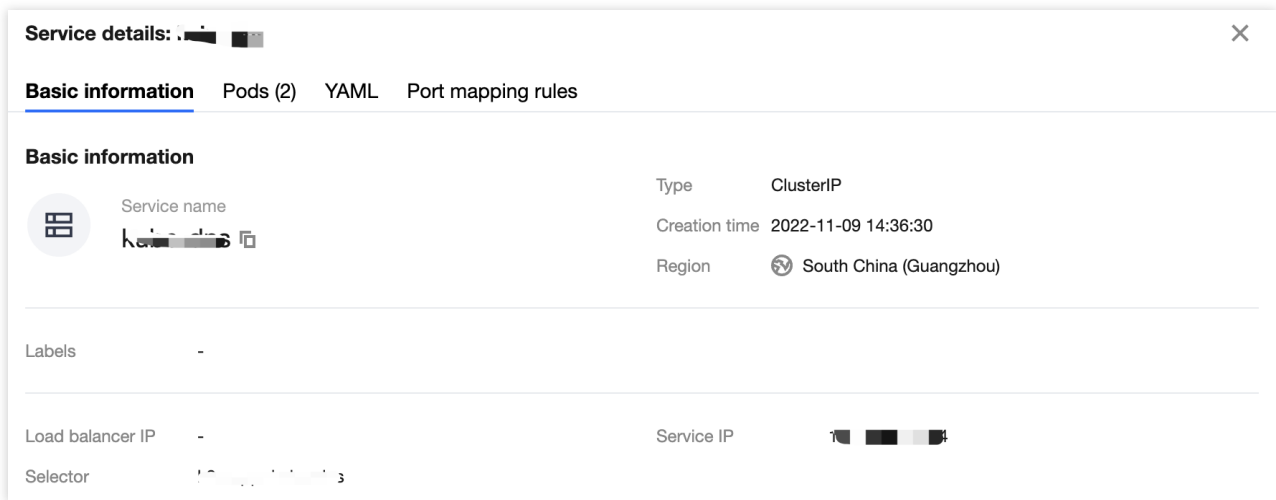 Service details:
Basic information Pods (2) YAML Port mapping rules
Basic information
Service name
Type ClusterIP
Creation time 2022-11-09 14:36:30
Region South China (Guangzhou)
Labels -
Load balancer IP -
Service IP
Selector